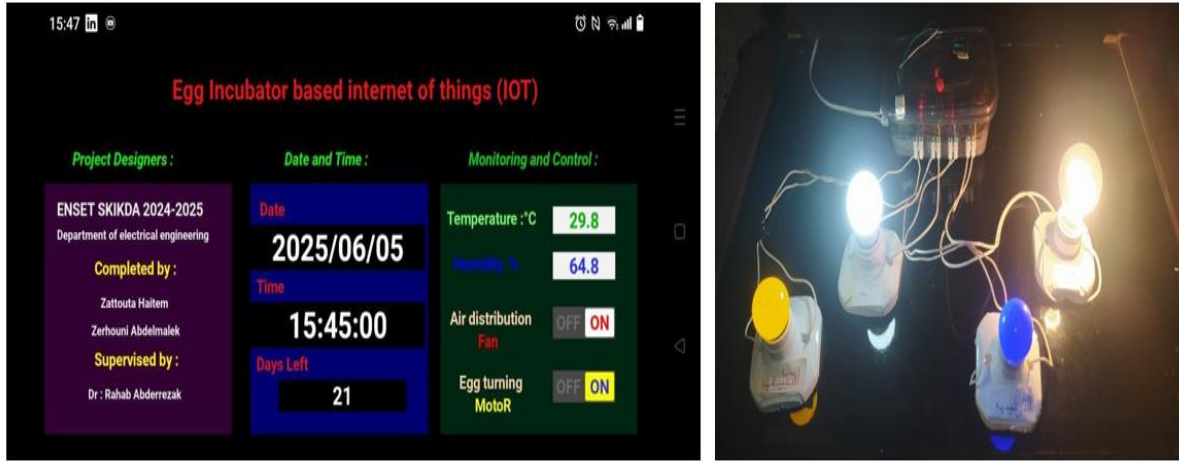 15:47
Egg Incubator based internet of things (IOT)
Project Designers :
ENSET SKIKDA 2024-2025
Department of electrical engineering
Completed by :
Zattouta Haitem
Zerhouni Abdelmalek
Supervised by :
Dr : Rahab Abderrezak
Date and Time :
Date
2025/06/05
Time
15:45:00
Days Left
21
Monitoring and Control :
Temperature :°C 29.8
Humidity % 64.8
Air distribution OFF ON
Fan
Egg turning OFF ON
MotoR